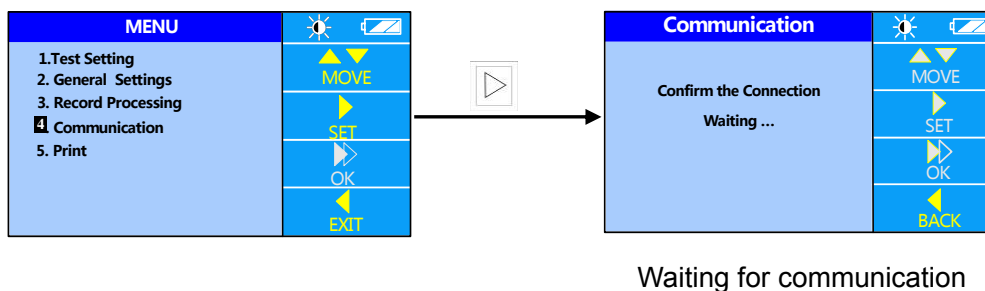 MENU
1.Test Setting
2. General Settings
3. Record Processing
4 Communication
5. Print
MOVE
SET
OK
EXIT
Communication
Confirm the Connection
Waiting ...
MOVE
SET
OK
BACK
Waiting for communication